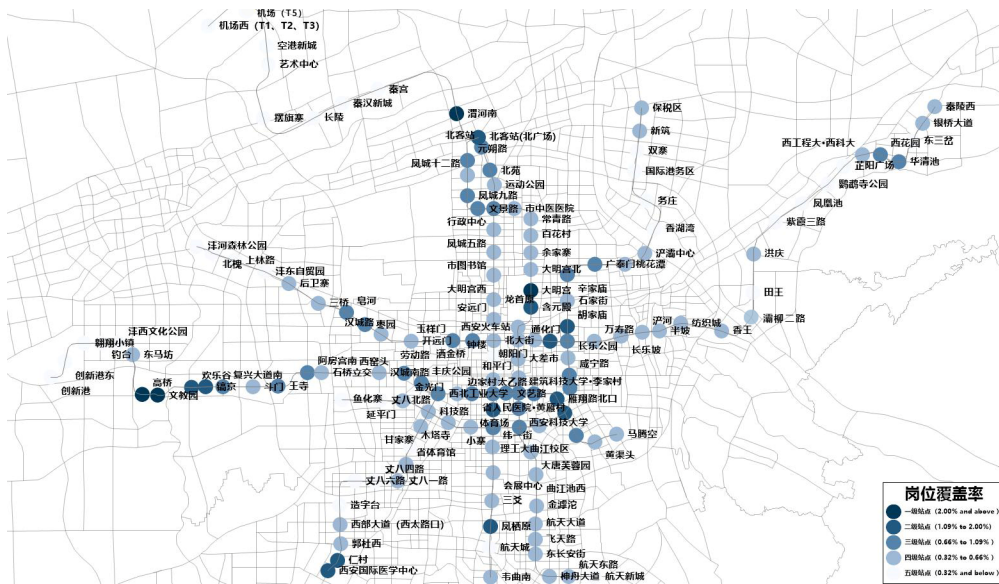 机场（T5）
机场西（T1、T2、T3）
空港新城
艺术中心
秦宫
秦汉新城
摆旗寨
长陵
渭河南
保税区
秦陵西
银桥大道
北客站
北客站(北广场)
元朔路
新筑
东三岔
西工程大·西科大
西花园
双寨
凤城十二路
北苑
芷阳广场
华清池
国际港务区
运动公园
鹦鹉寺公园
凤城九路
务庄
凤凰池
文景路
市中医医院
行政中心
常青路
香湖湾
紫霞三路
百花村
沣河森林公园
凤城五路
余家寨
浐灞中心
洪庆
上林路
北槐
市图书馆
大明宫北
广泰门
桃花潭
沣东自贸园
后卫寨
大明宫西
大明宫
辛家庙
田王
三桥
皂河
龙首原
石家街
安远门
含元殿
胡家庙
汉城路
枣园
玉祥门
西安火车站
通化门
万寿路
浐河
纺织城
灞柳二路
沣西文化公园
翱翔小镇
开远门
钟楼
北大街
长乐公园
半坡
香王
钓台
东马坊
劳动路
洒金桥
朝阳门
大差市
长乐坡
阿房宫南
西窑头
和平门
咸宁路
创新港东
欢乐谷
复兴大道南
石桥立交
汉城南路
丰庆公园
边家村
太乙路
建筑科技大学·李家村
创新港
高桥
文教园
镐京
斗门
王寺
金光门
西北工业大学
文艺路
雁翔路北口
鱼化寨
丈八北路
省人民医院·黄雁村
延平门
科技路
体育场
西安科技大学
马腾空
甘家寨
木塔寺
小寨
纬一街
黄渠头
省体育馆
理工大曲江校区
丈八四路
大唐芙蓉园
丈八六路
丈八一路
会展中心
曲江池西
岗位覆盖率
造字台
三爻
金滹沱
一级站点（2.00% and above）
西部大道（西太路口）
凤栖原
航天大道
二级站点（1.09% to 2.00%）
郭杜西
航天城
飞天路
三级站点（0.66% to 1.09%）
仁村
东长安街
四级站点（0.32% to 0.66%）
西安国际医学中心
航天东路
五级站点（0.32% and below）
韦曲南
神舟大道
航天新城